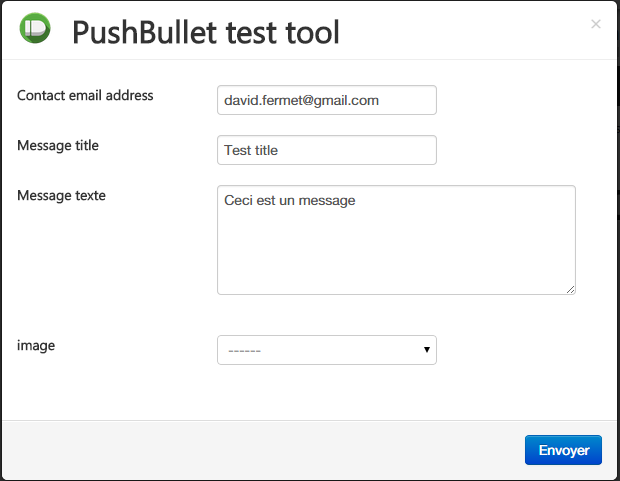 PushBullet test tool
×
Contact email address
david.fermet@gmail.com
Message title
Test title
Message texte
Ceci est un message
image
------
Envoyer